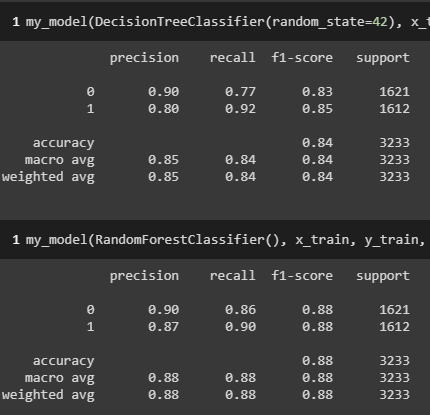 1 my_model(DecisionTreeClassifier(random_state=42), x_t
precision recall f1-score support
0 0.90 0.77 0.83 1621
1 0.80 0.92 0.85 1612
accuracy 0.84 3233
macro avg 0.85 0.84 0.84 3233
weighted avg 0.85 0.84 0.84 3233
1 my_model(RandomForestClassifier(), x_train, y_train,
precision recall f1-score support
0 0.90 0.86 0.88 1621
1 0.87 0.90 0.88 1612
accuracy 0.88 3233
macro avg 0.88 0.88 0.88 3233
weighted avg 0.88 0.88 0.88 3233